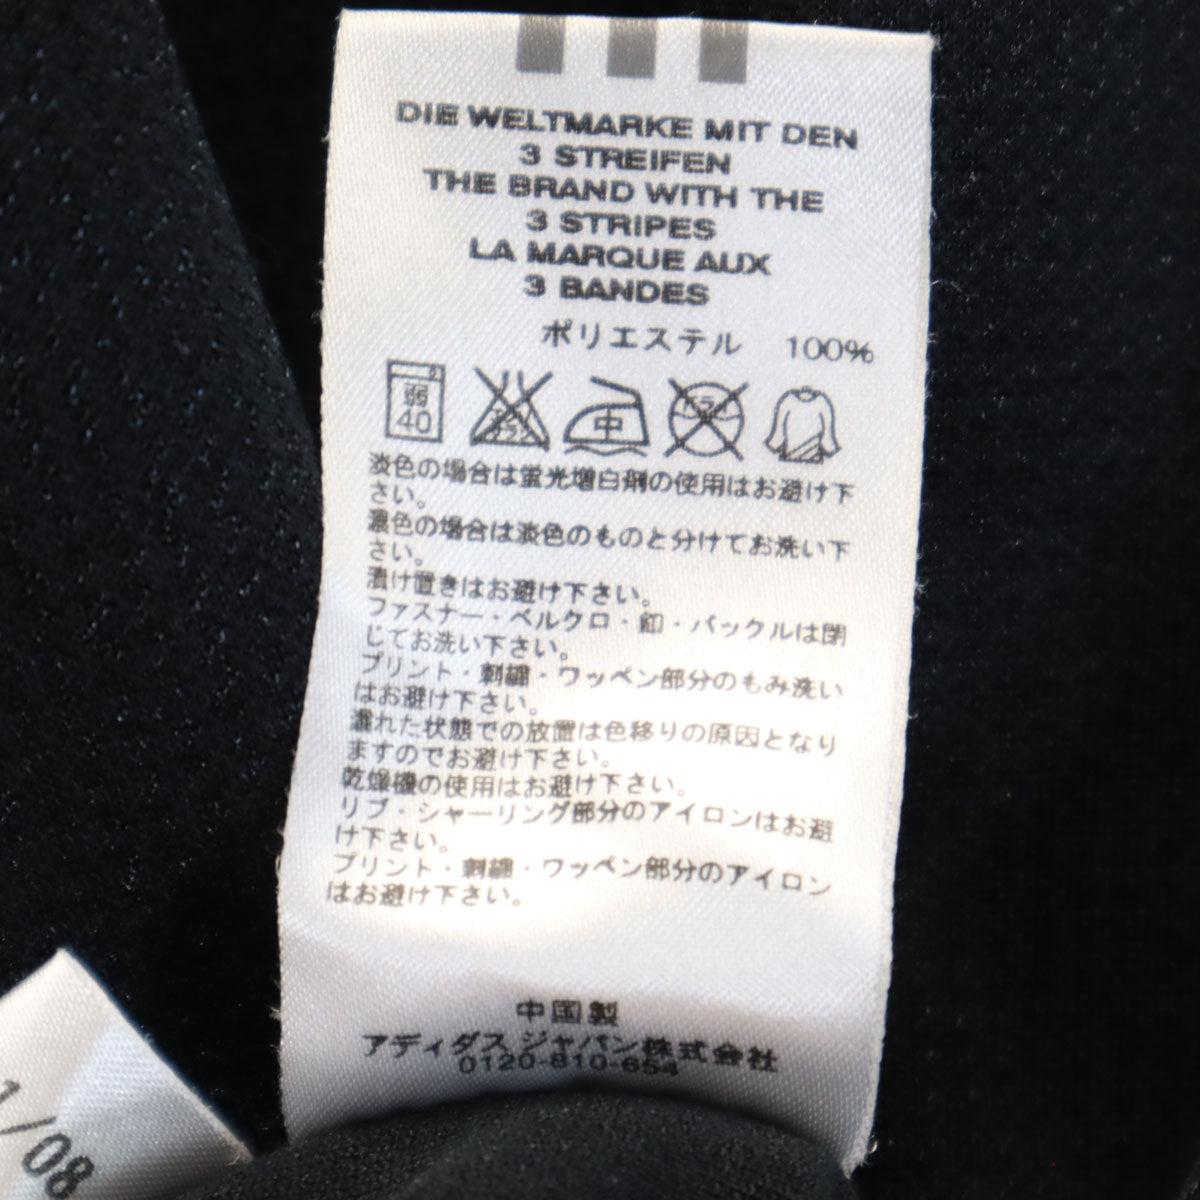 DIE WELTMARKE MIT DEN
3 STREIFEN
THE BRAND WITH THE
3 STRIPES
LA MARQUE AUX
3 BANDES
ポリエステル 100%
弱
40
エンソ
サラシ
中
ドライ
淡色の場合は蛍光増白剤の使用はお避け下
さい。
濃色の場合は淡色のものと分けてお洗い下
さい。
漬け置きはお避け下さい。
ファスナー・ベルクロ・釦・バックルは閉
じてお洗い下さい。
プリント・刺繍・ワッペン部分のもみ洗い
はお避け下さい。
濡れた状態での放置は色移りの原因となり
ますのでお避け下さい。
乾燥機の使用はお避け下さい。
リブ・シャーリング部分のアイロンはお避
け下さい。
プリント・刺繍・ワッペン部分のアイロン
はお避け下さい。
中国製
アディダス ジャパン株式会社
0120-810-654
1/08